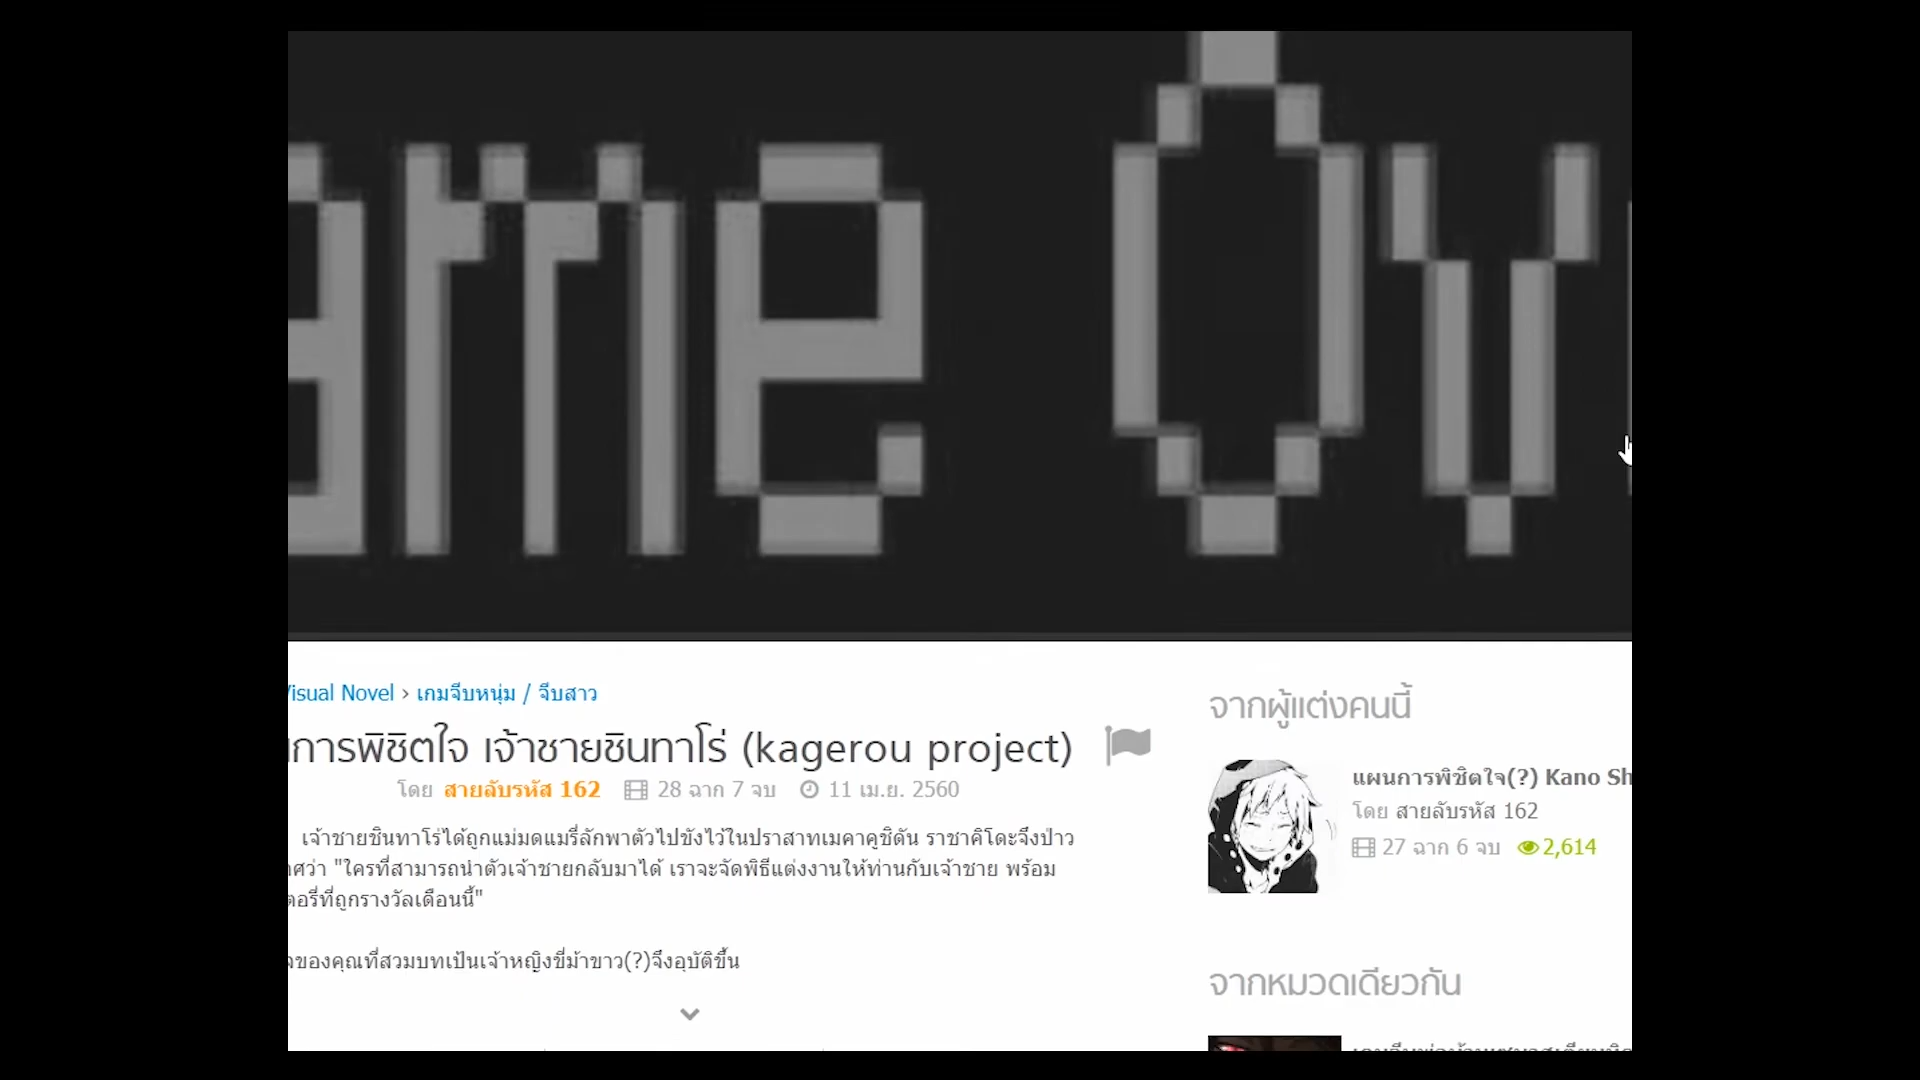 ame Ov
Visual Novel › เกมจีบหนุ่ม / จีบสาว
การพิชิตใจ เจ้าชายชินทาโร่ (kagerou project)
โดย สายลับรหัส 162 28 ฉาก 7 จบ 11 เม.ย. 2560
เจ้าชายชินทาโร่ได้ถูกแม่มดแมรี่ลักพาตัวไปขังไว้ในปราสาทเมคาคูชิดัน ราชาคิโดะจึงป่าว
ศว่า "ใครที่สามารถนำตัวเจ้าชายกลับมาได้ เราจะจัดพิธีแต่งงานให้ท่านกับเจ้าชาย พร้อม
ตอรี่ที่ถูกรางวัลเดือนนี้"
ของคุณที่สวมบทเป็นเจ้าหญิงขี่ม้าขาว(?)จึงอุบัติขึ้น
จากผู้แต่งคนนี้
แผนการพิชิตใจ(?) Kano Sh
โดย สายลับรหัส 162
27 ฉาก 6 จบ 2,614
จากหมวดเดียวกัน